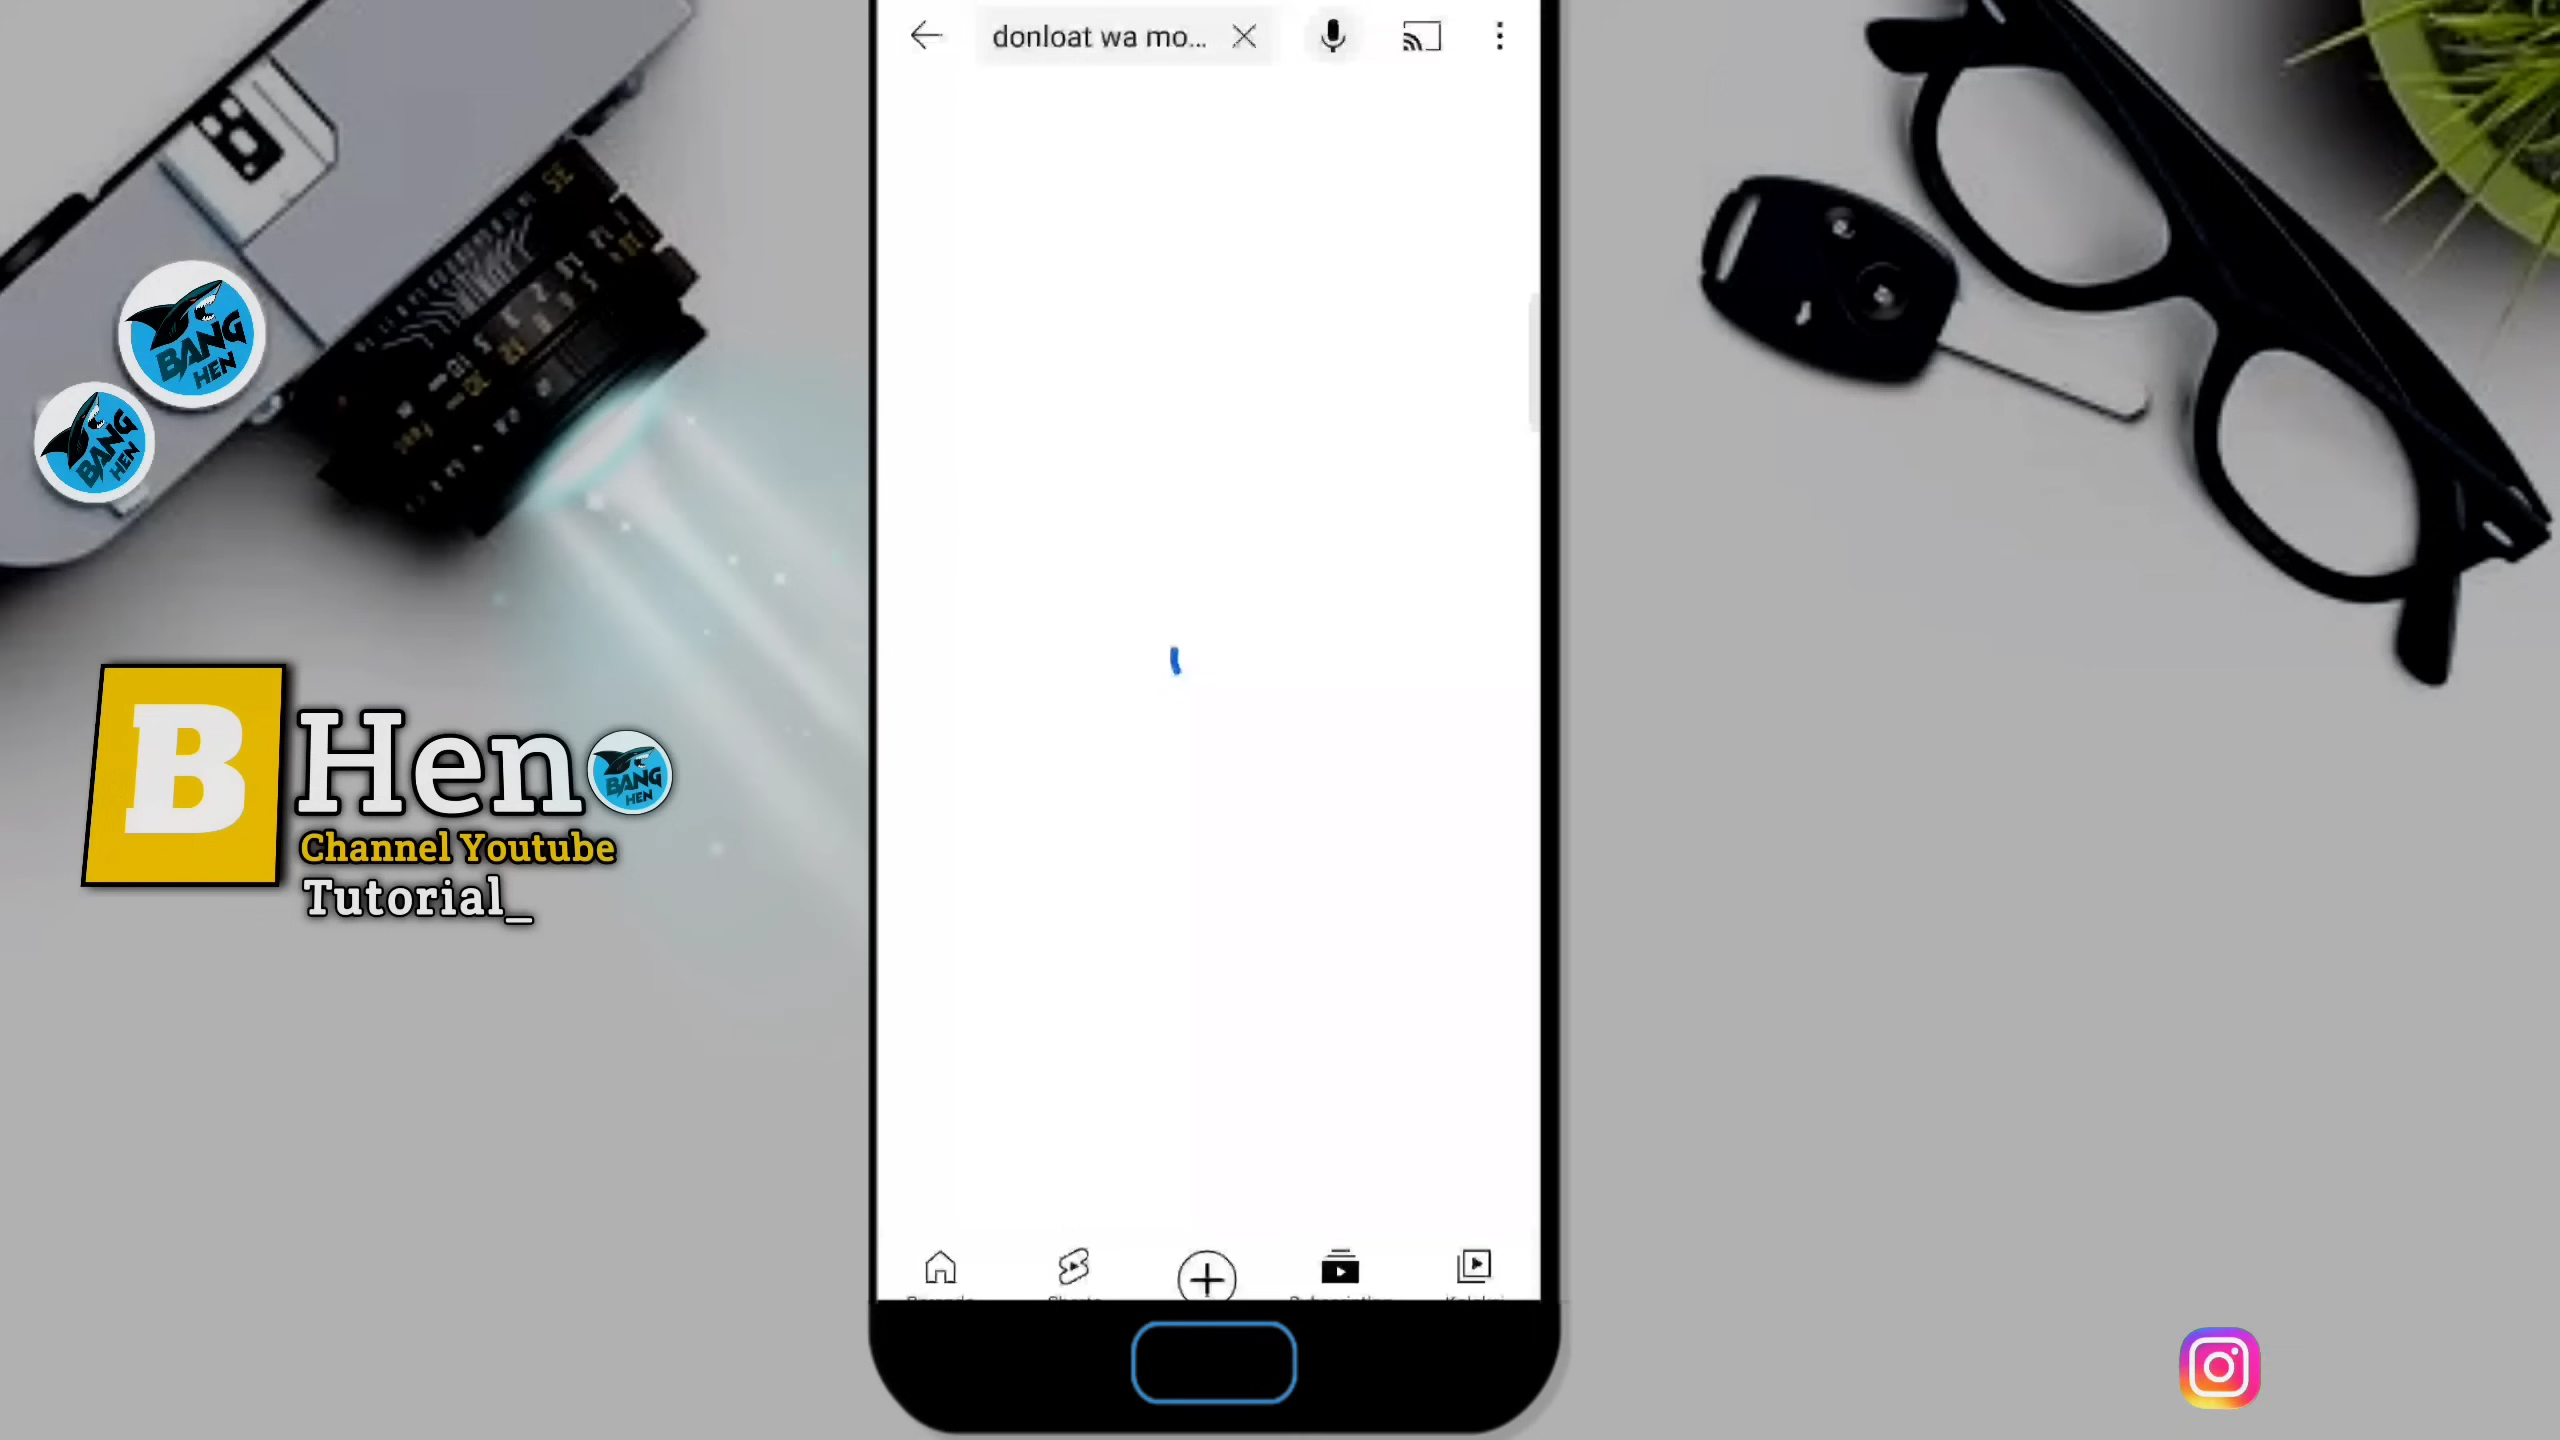 donloat wa mo...
BANG
HEN
BANG
HEN
B Hen
BANG
HEN
Channel Youtube
Tutorial_